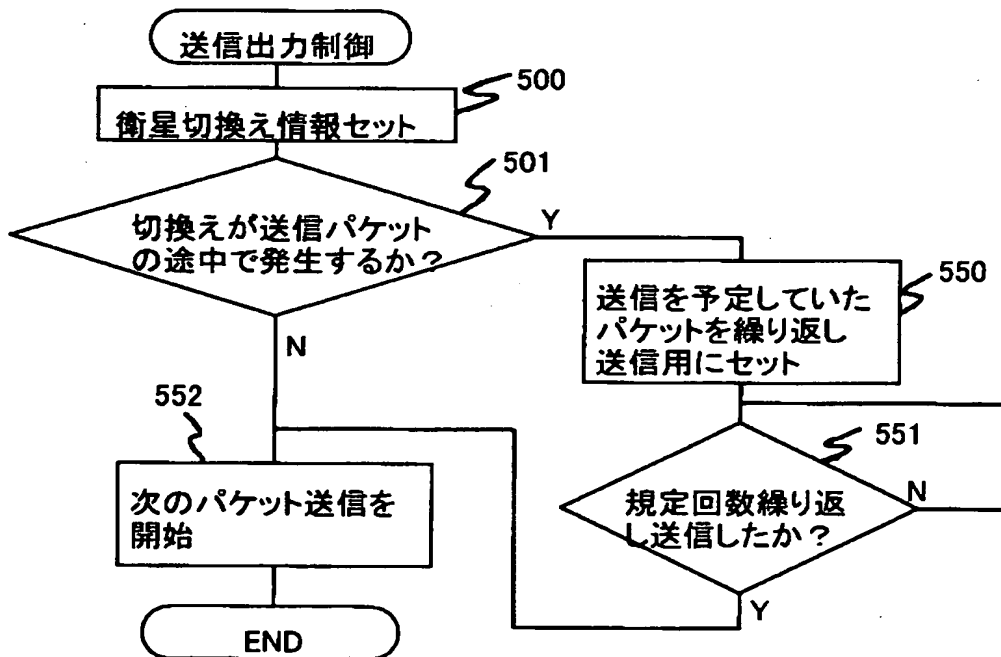 送信出力制御
500
衛星切換え情報セット
501
切換えが送信パケット
の途中で発生するか?
Y
N
550
送信を予定していた
パケットを繰り返し
送信用にセット
552
次のパケット送信を
開始
551
規定回数繰り返
し送信したか?
N
Y
END